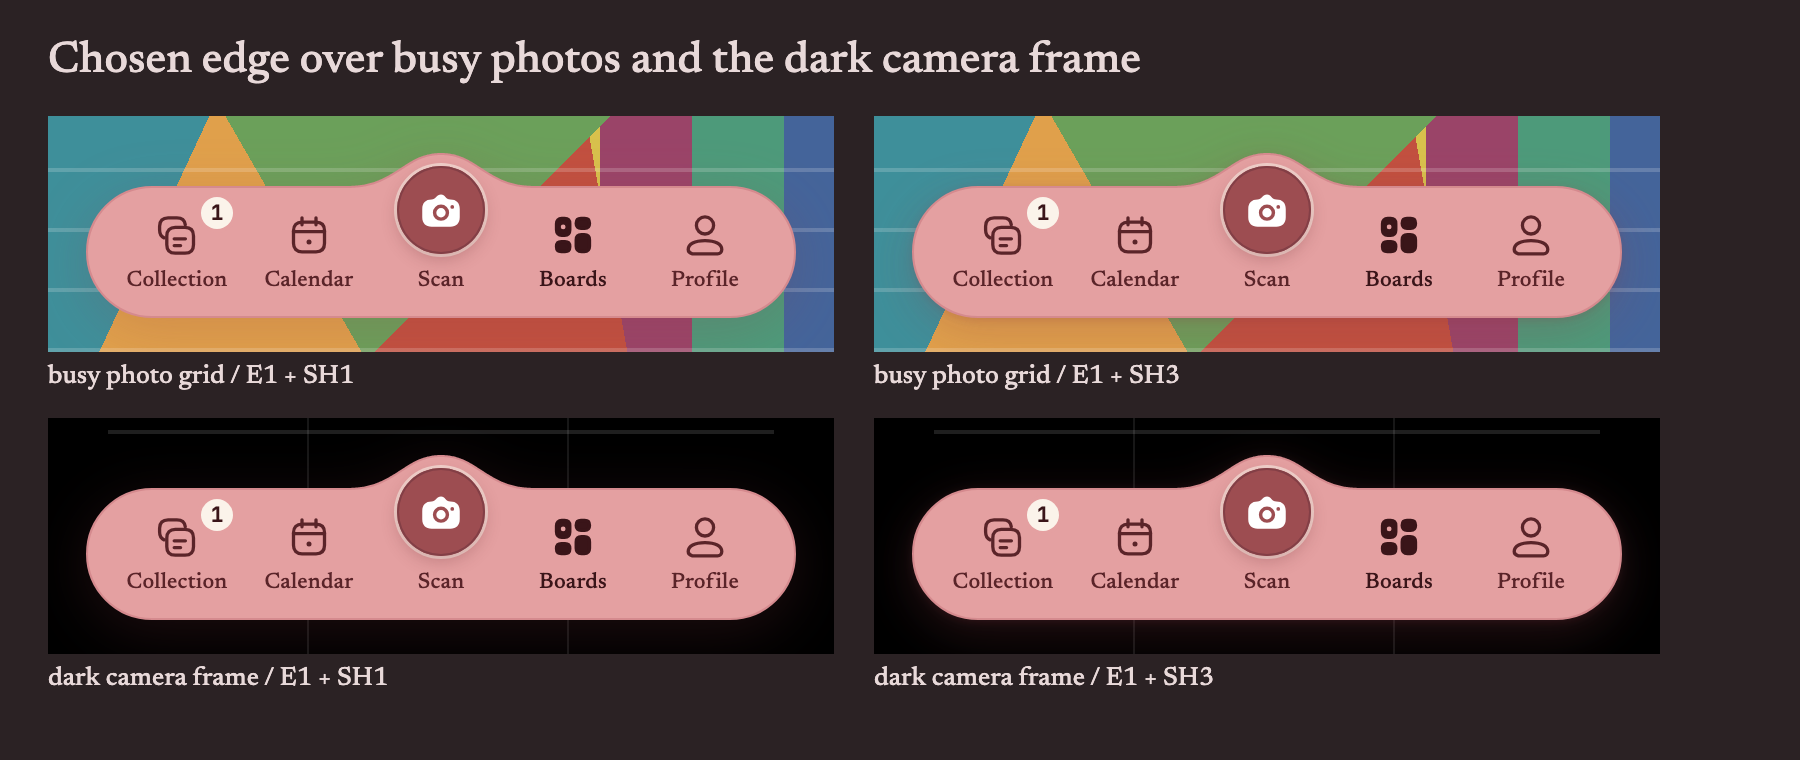 Chosen edge over busy photos and the dark camera frame
1
Collection Calendar Scan Boards Profile
1
Collection Calendar Scan Boards Profile
busy photo grid / E1 + SH1
busy photo grid / E1 + SH3
1
Collection Calendar Scan Boards Profile
1
Collection Calendar Scan Boards Profile
dark camera frame / E1 + SH1
dark camera frame / E1 + SH3